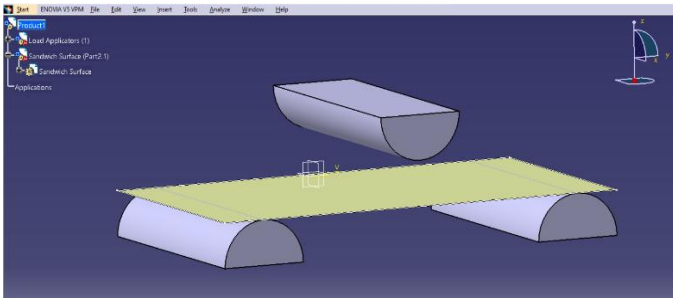 Start ENOVIA V5 VPM File Edit View Insert Tools Analyze Window Help
Product1
Load Applicators (1)
Sandwich Surface (Part2.1)
Sandwich Surface
Applications
z
y
x
V